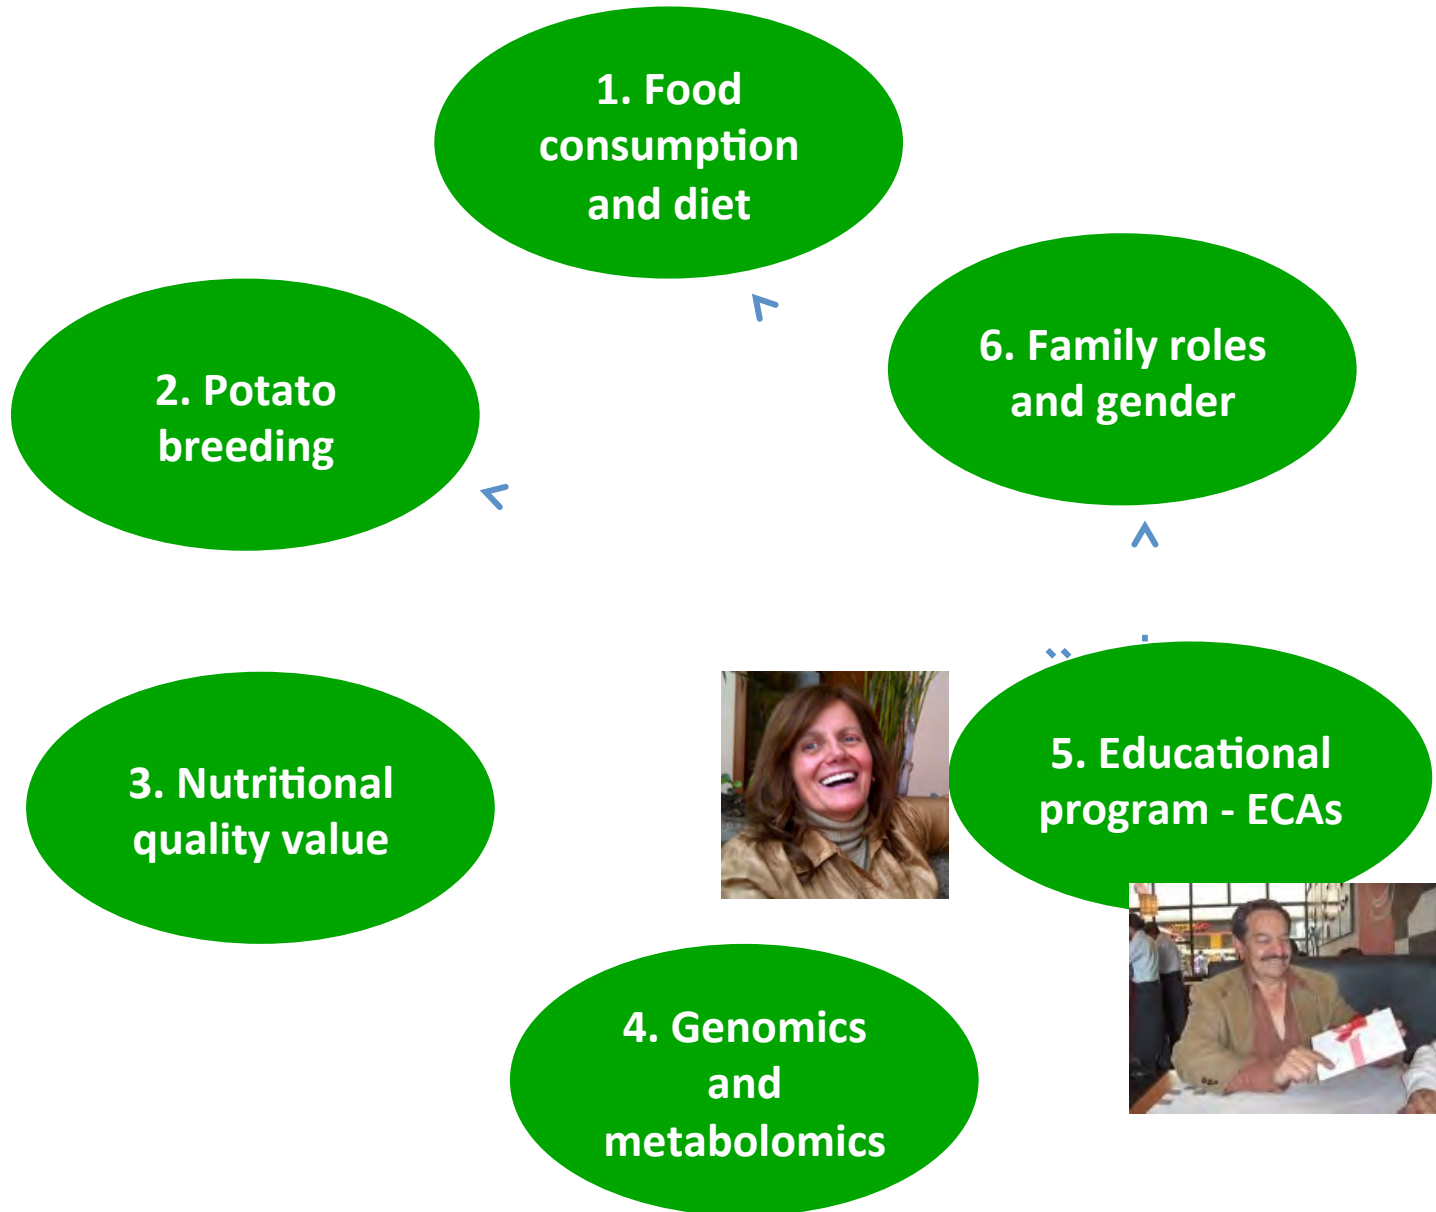 1. Food
consumption
and diet
2. Potato
breeding
3. Nutritional
quality value
4. Genomics
and
metabolomics
5. Educational
program - ECAs
6. Family roles
and gender